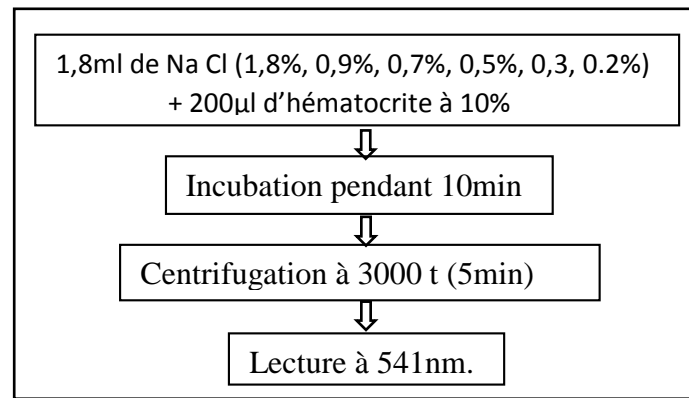 1,8ml de Na Cl (1,8%, 0,9%, 0,7%, 0,5%, 0,3, 0.2%)
+ 200µl d’hématocrite à 10%
Incubation pendant 10min
Centrifugation à 3000 t (5min)
Lecture à 541nm.